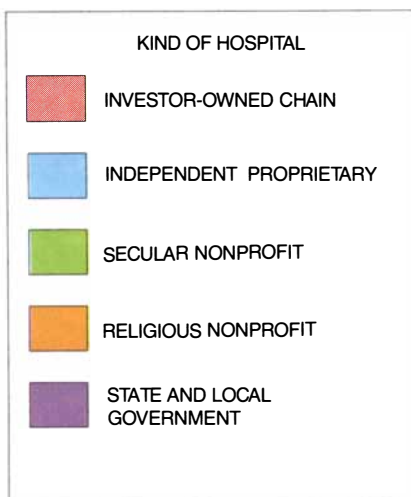 KIND OF HOSPITAL
INVESTOR-OWNED CHAIN
INDEPENDENT PROPRIETARY
SECULAR NONPROFIT
RELIGIOUS NONPROFIT
STATE AND LOCAL
GOVERNMENT